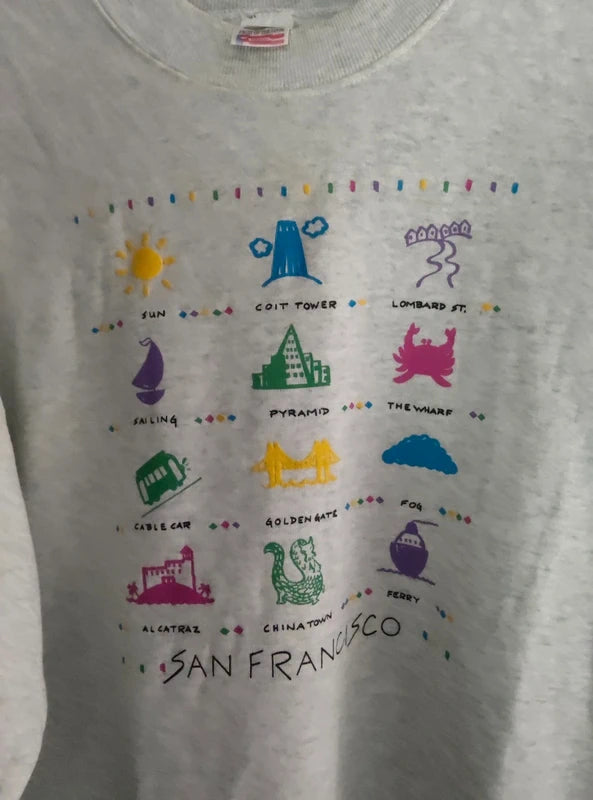 SUN COIT TOWER LOMBARD ST.
SAILING PYRAMID THE WHARF
CABLE CAR GOLDEN GATE FOG
ALCATRAZ CHINATOWN FERRY
SAN FRANCISCO